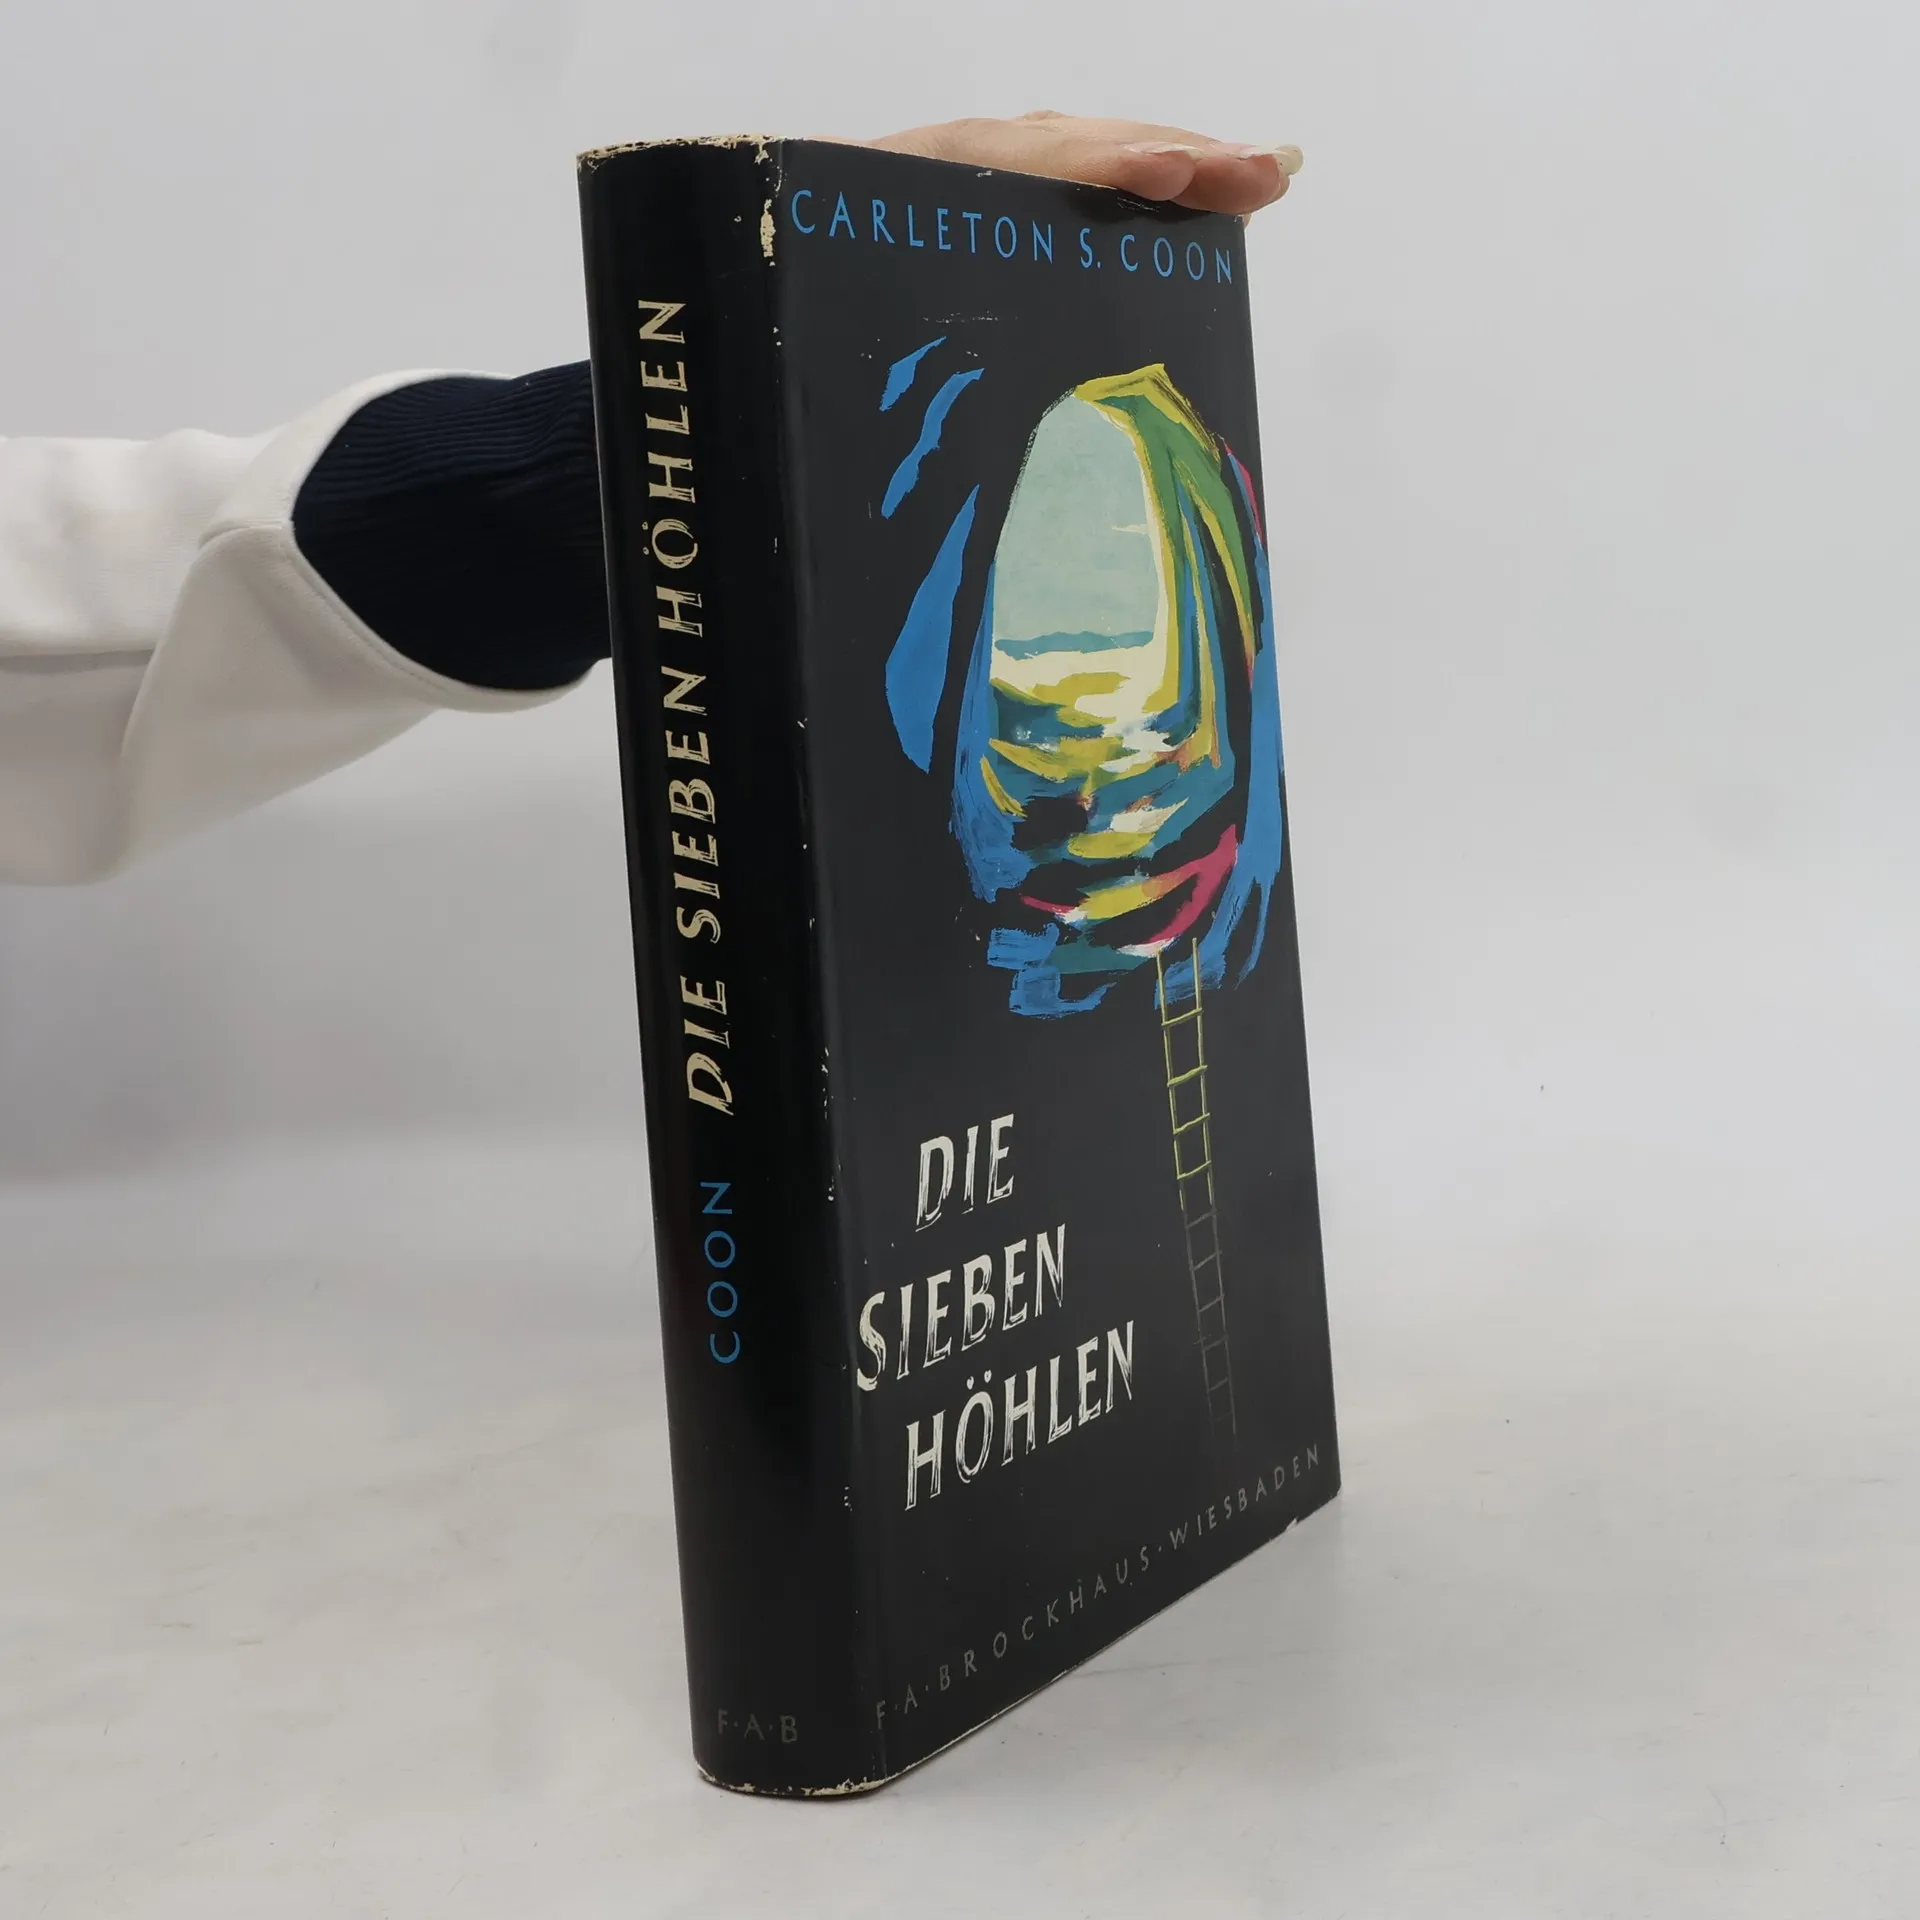 CARLETON S. COON
DIE
SIEBEN
HÖHLEN
F·A·BROCKHAUS·WIESBADEN
COON DIE SIEBEN HÖHLEN
F·A·B